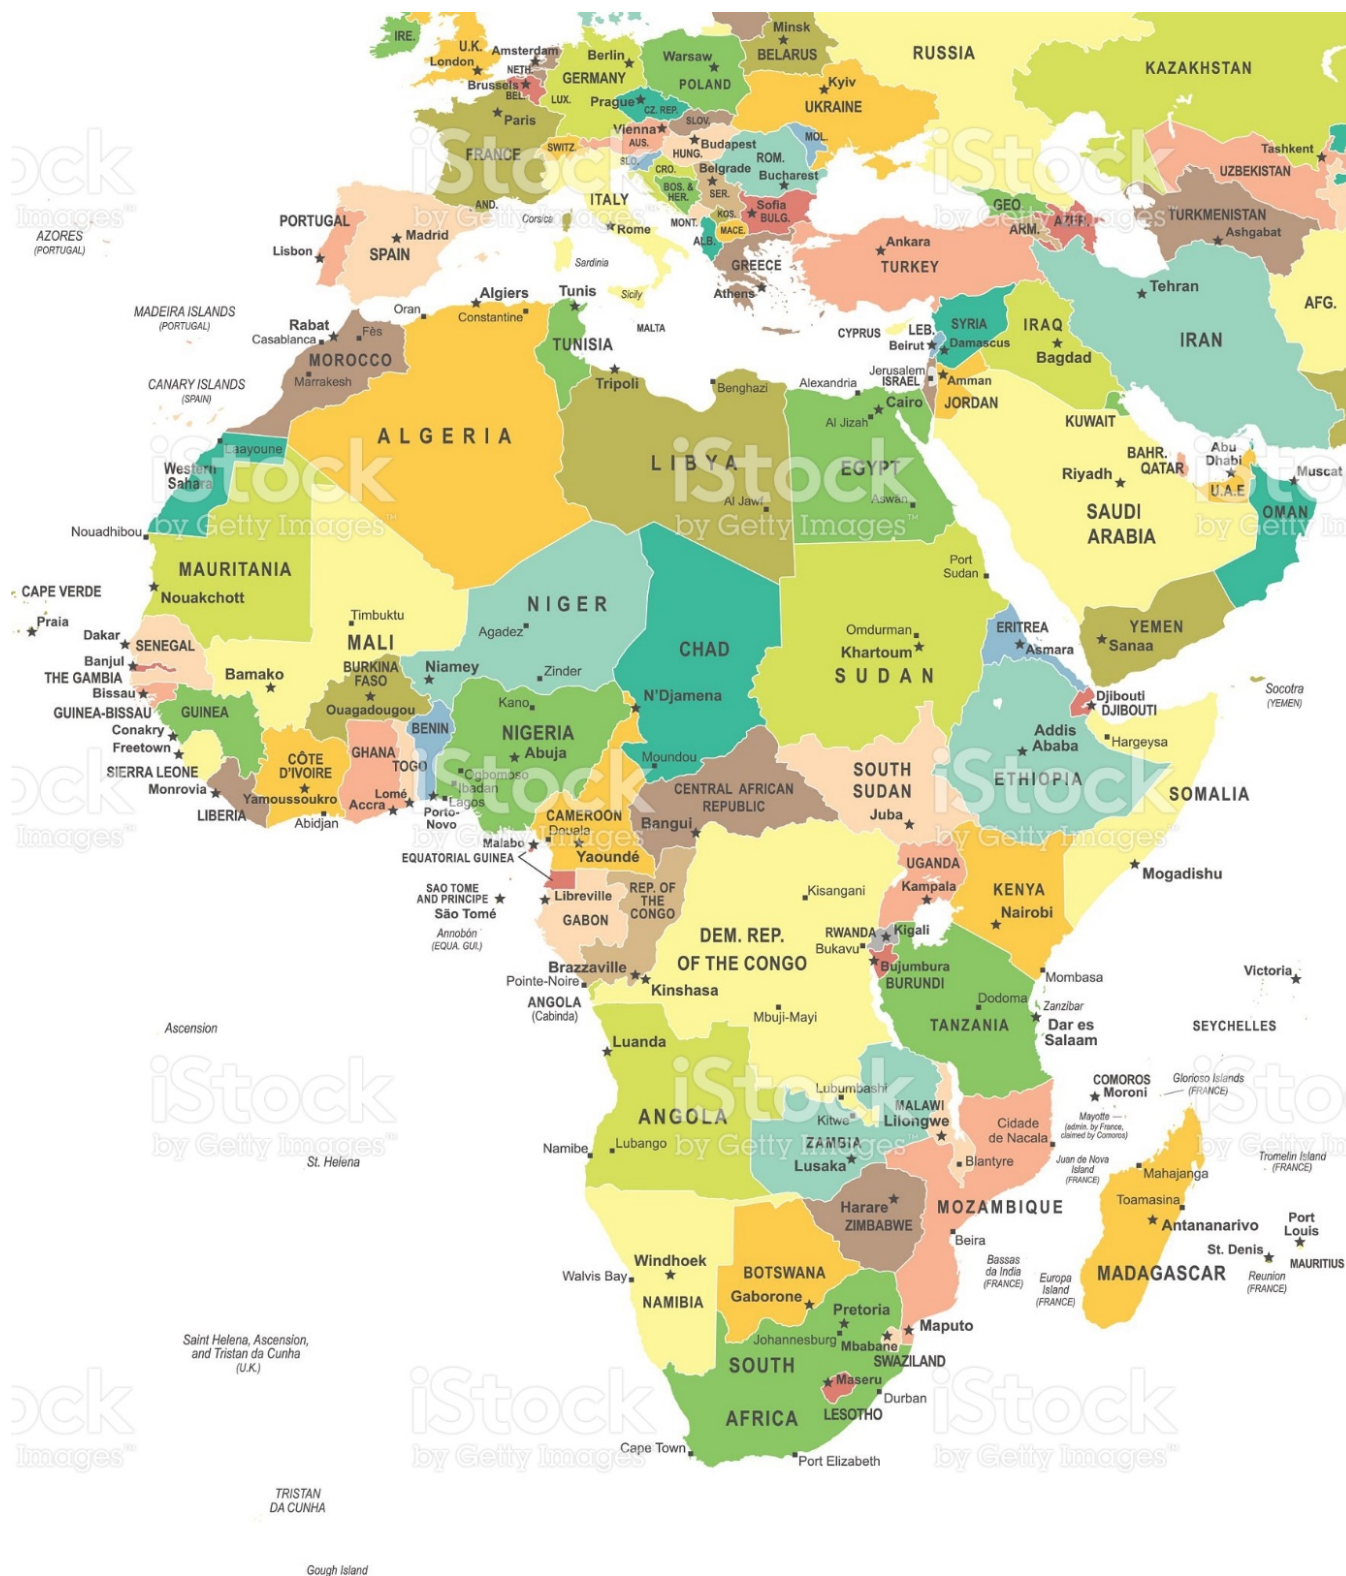 IRE.
U.K.
London
Amsterdam
NETH.
Brussels
BEL.
LUX.
Berlin
GERMANY
Warsaw
POLAND
Minsk
BELARUS
RUSSIA
KAZAKHSTAN
Kyiv
UKRAINE
Prague
CZ. REP.
Paris
FRANCE
Vienna
AUS.
SLOV.
Budapest
HUNG.
MOL.
SWITZ.
SLO.
CRO.
ROM.
Bucharest
Belgrade
SER.
BOS. &
HER.
ITALY
Rome
AND.
Corsica
Sardinia
Sicily
MALTA
MONT.
KOS.
MACE.
ALB.
Sofia
BULG.
GREECE
Athens
PORTUGAL
Lisbon
Madrid
SPAIN
AZORES
(PORTUGAL)
MADEIRA ISLANDS
(PORTUGAL)
CANARY ISLANDS
(SPAIN)
GEO.
ARM.
AZER.
Ankara
TURKEY
Tashkent
UZBEKISTAN
TURKMENISTAN
Ashgabat
Tehran
IRAN
AFG.
CYPRUS
LEB.
Beirut
SYRIA
Damascus
IRAQ
Bagdad
Jerusalem
ISRAEL
Amman
JORDAN
KUWAIT
BAHR.
QATAR
Riyadh
SAUDI
ARABIA
Abu
Dhabi
U.A.E
Muscat
OMAN
YEMEN
Sanaa
Socotra
(YEMEN)
Algiers
Oran
Constantine
Tunis
TUNISIA
Rabat
Casablanca
Fès
MOROCCO
Marrakesh
ALGERIA
Tripoli
Benghazi
LIBYA
Al Jawf
Alexandria
Cairo
Al Jizah
EGYPT
Aswan
Laayoune
Western
Sahara
Nouadhibou
MAURITANIA
Nouakchott
CAPE VERDE
Praia
Dakar
SENEGAL
Banjul
THE GAMBIA
Bissau
GUINEA-BISSAU
GUINEA
Conakry
Freetown
SIERRA LEONE
Monrovia
LIBERIA
Timbuktu
MALI
Bamako
BURKINA
FASO
Ouagadougou
CÔTE
D'IVOIRE
Yamoussoukro
Abidjan
GHANA
Accra
TOGO
Lomé
BENIN
Porto-
Novo
NIGER
Agadez
Niamey
Zinder
Kano
NIGERIA
Abuja
Ogbomoso
Ibadan
Lagos
CHAD
N'Djamena
Moundou
Port
Sudan
Omdurman
Khartoum
SUDAN
ERITREA
Asmara
Djibouti
DJIBOUTI
Addis
Ababa
ETHIOPIA
Hargeysa
SOMALIA
Mogadishu
SOUTH
SUDAN
Juba
CENTRAL AFRICAN
REPUBLIC
Bangui
CAMEROON
Douala
Yaoundé
Malabo
EQUATORIAL GUINEA
SAO TOME
AND PRINCIPE
São Tomé
Annobón
(EQUA. GUI.)
Libreville
GABON
REP. OF
THE
CONGO
Brazzaville
Pointe-Noire
Kinshasa
ANGOLA
(Cabinda)
Kisangani
DEM. REP.
OF THE CONGO
Bukavu
Mbuji-Mayi
Lubumbashi
UGANDA
Kampala
RWANDA
Kigali
Bujumbura
BURUNDI
KENYA
Nairobi
Mombasa
Dodoma
TANZANIA
Zanzibar
Dar es
Salaam
Victoria
SEYCHELLES
Ascension
St. Helena
Luanda
ANGOLA
Namibe
Lubango
Kitwe
ZAMBIA
Lusaka
MALAWI
Lilongwe
Blantyre
Cidade
de Nacala
MOZAMBIQUE
Beira
COMOROS
Moroni
Glorioso Islands
(FRANCE)
Mayotte
(admin. by France,
claimed by Comoros)
Juan de Nova
Island
(FRANCE)
Tromelin Island
(FRANCE)
Mahajanga
Toamasina
Antananarivo
MADAGASCAR
Port
Louis
MAURITIUS
St. Denis
Reunion
(FRANCE)
Bassas
da India
(FRANCE)
Europa
Island
(FRANCE)
Harare
ZIMBABWE
Windhoek
Walvis Bay
NAMIBIA
BOTSWANA
Gaborone
Pretoria
Johannesburg
Maputo
Mbabane
SWAZILAND
SOUTH
AFRICA
Maseru
LESOTHO
Durban
Cape Town
Port Elizabeth
Saint Helena, Ascension,
and Tristan da Cunha
(U.K.)
TRISTAN
DA CUNHA
Gough Island
iStock
by Getty Images™